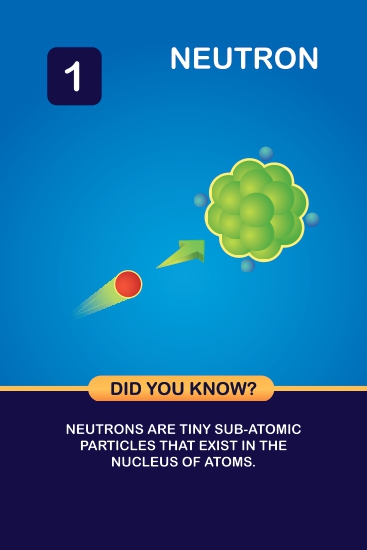 1
NEUTRON
DID YOU KNOW?
NEUTRONS ARE TINY SUB-ATOMIC
PARTICLES THAT EXIST IN THE
NUCLEUS OF ATOMS.